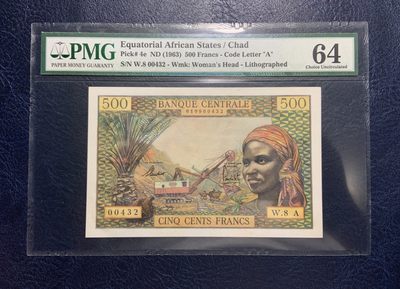 PMG
PAPER MONEY GUARANTY
Equatorial African States / Chad
Pick# 4e ND (1963) 500 Francs - Code Letter 'A'
S/N W.8 00432 - Wmk: Woman's Head - Lithographed
64
Choice Uncirculated
500
BANQUE CENTRALE
500
019600432
00432
W.8 A
CINQ CENTS FRANCS